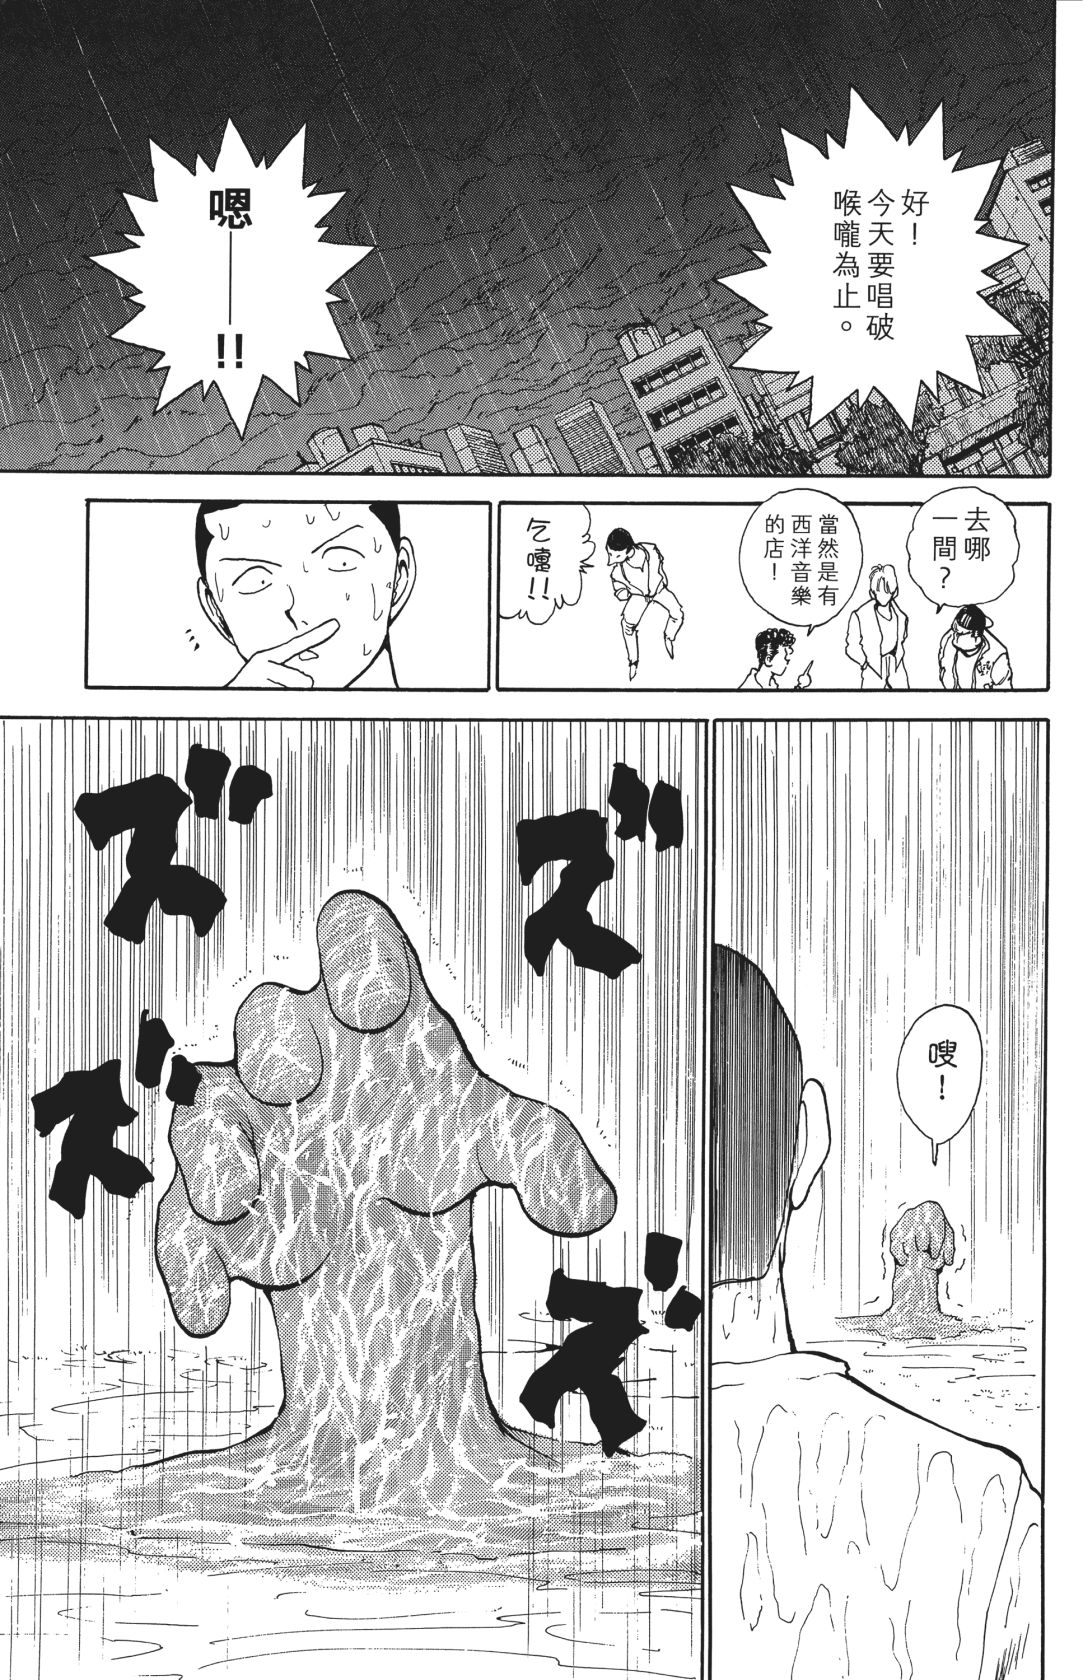 好！
今天要唱破
喉嚨為止。
嗯——!!
去哪
一間？
當然是有
西洋音樂
的店！
乞嚏!!
嗖！
ズズ
ズズ